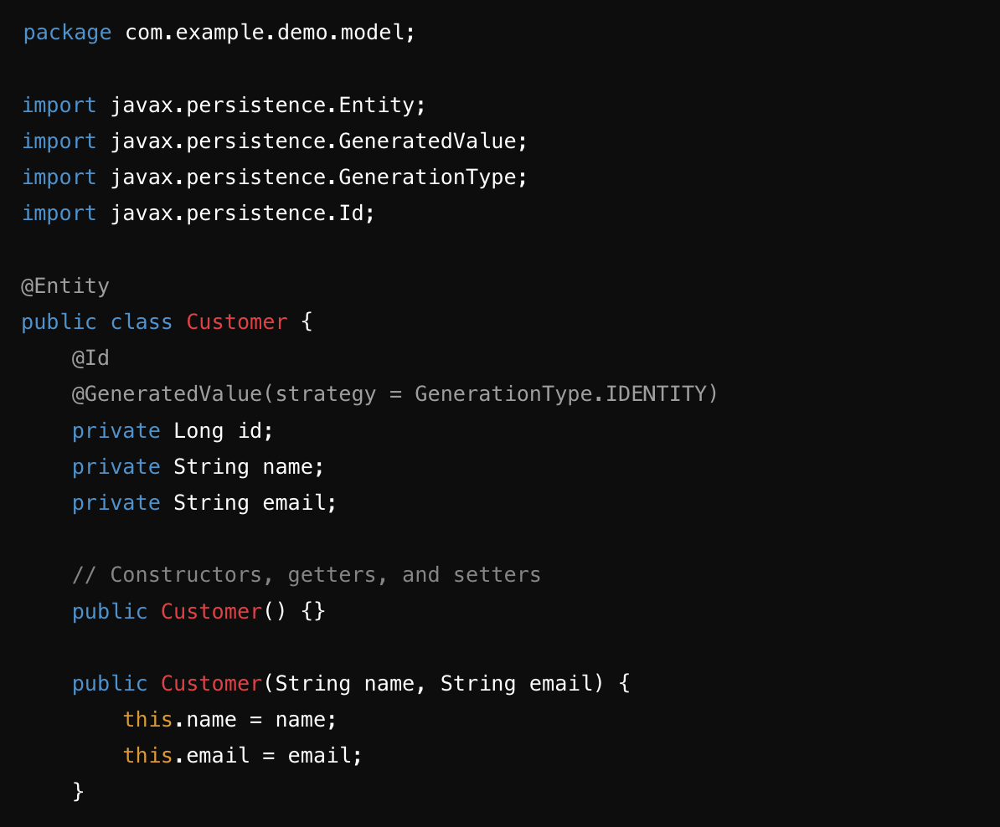 package com.example.demo.model;
import javax.persistence.Entity;
import javax.persistence.GeneratedValue;
import javax.persistence.GenerationType;
import javax.persistence.Id;
@Entity
public class Customer {
    @Id
    @GeneratedValue(strategy = GenerationType.IDENTITY)
    private Long id;
    private String name;
    private String email;
    // Constructors, getters, and setters
    public Customer() {}
    public Customer(String name, String email) {
        this.name = name;
        this.email = email;
    }